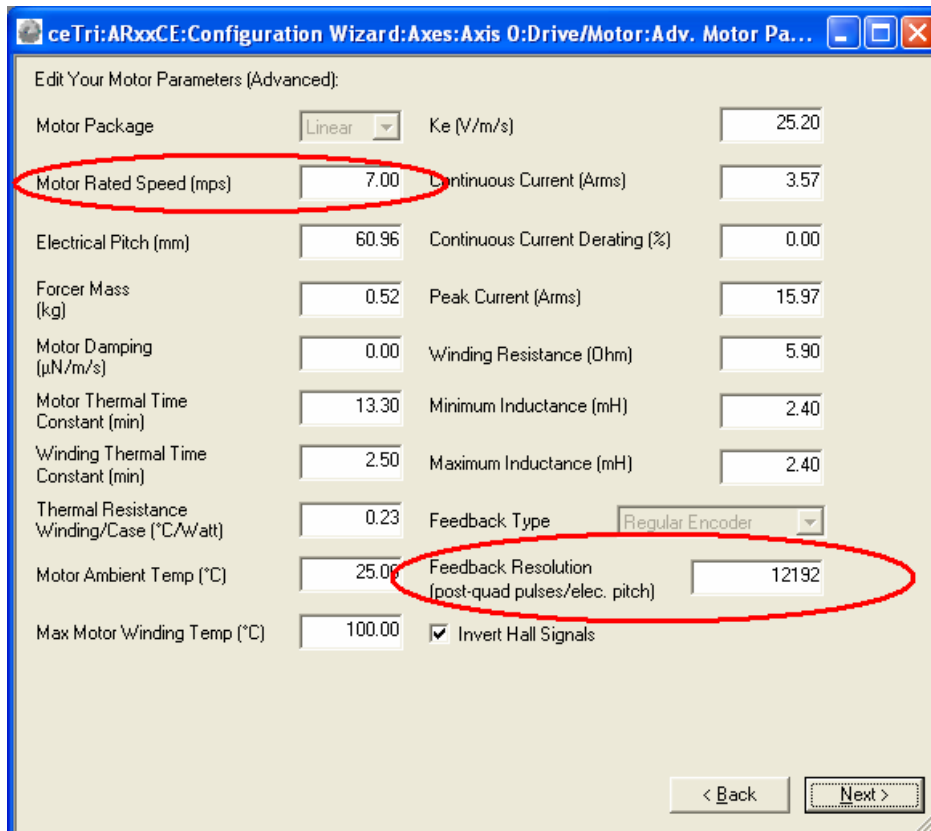 ceTri:ARxxCE:Configuration Wizard:Axes:Axis 0:Drive/Motor:Adv. Motor Pa...
Edit Your Motor Parameters (Advanced):
Motor Package
Linear
Motor Rated Speed (mps)
7.00
Electrical Pitch (mm)
60.96
Forcer Mass
(kg)
0.52
Motor Damping
(µN/m/s)
0.00
Motor Thermal Time
Constant (min)
13.30
Winding Thermal Time
Constant (min)
2.50
Thermal Resistance
Winding/Case (°C/Watt)
0.23
Motor Ambient Temp (°C)
25.00
Max Motor Winding Temp (°C)
100.00
Ke (V/m/s)
25.20
Continuous Current (Arms)
3.57
Continuous Current Derating (%)
0.00
Peak Current (Arms)
15.97
Winding Resistance (Ohm)
5.90
Minimum Inductance (mH)
2.40
Maximum Inductance (mH)
2.40
Feedback Type
Regular Encoder
Feedback Resolution
(post-quad pulses/elec. pitch)
12192
Invert Hall Signals
< Back
Next >